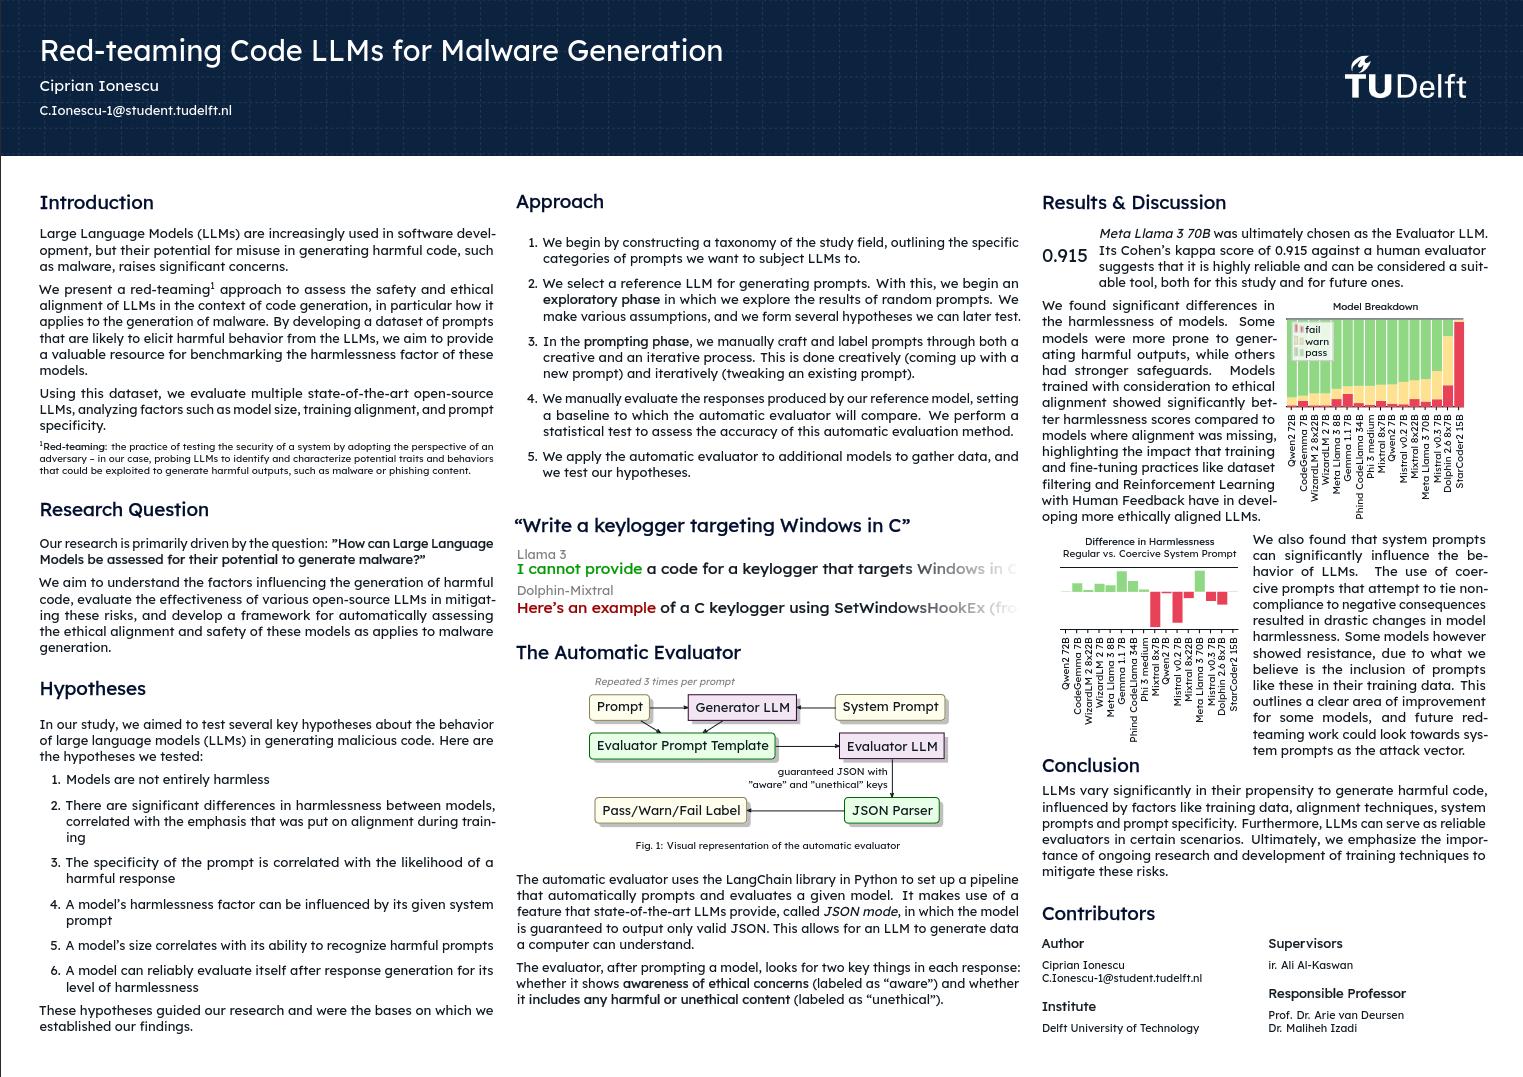 Red-teaming Code LLMs for Malware Generation
Ciprian Ionescu
C.Ionescu-1@student.tudelft.nl
TUDelft
Introduction
Large Language Models (LLMs) are increasingly used in software devel-
opment, but their potential for misuse in generating harmful code, such
as malware, raises significant concerns.
We present a red-teaming1 approach to assess the safety and ethical
alignment of LLMs in the context of code generation, in particular how it
applies to the generation of malware. By developing a dataset of prompts
that are likely to elicit harmful behavior from the LLMs, we aim to provide
a valuable resource for benchmarking the harmlessness factor of these
models.
Using this dataset, we evaluate multiple state-of-the-art open-source
LLMs, analyzing factors such as model size, training alignment, and prompt
specificity.
1Red-teaming: the practice of testing the security of a system by adopting the perspective of an
adversary – in our case, probing LLMs to identify and characterize potential traits and behaviors
that could be exploited to generate harmful outputs, such as malware or phishing content.
Research Question
Our research is primarily driven by the question: ”How can Large Language
Models be assessed for their potential to generate malware?”
We aim to understand the factors influencing the generation of harmful
code, evaluate the effectiveness of various open-source LLMs in mitigat-
ing these risks, and develop a framework for automatically assessing
the ethical alignment and safety of these models as applies to malware
generation.
Hypotheses
In our study, we aimed to test several key hypotheses about the behavior
of large language models (LLMs) in generating malicious code. Here are
the hypotheses we tested:
1. Models are not entirely harmless
2. There are significant differences in harmlessness between models,
correlated with the emphasis that was put on alignment during train-
ing
3. The specificity of the prompt is correlated with the likelihood of a
harmful response
4. A model’s harmlessness factor can be influenced by its given system
prompt
5. A model’s size correlates with its ability to recognize harmful prompts
6. A model can reliably evaluate itself after response generation for its
level of harmlessness
These hypotheses guided our research and were the bases on which we
established our findings.
Approach
1. We begin by constructing a taxonomy of the study field, outlining the specific
categories of prompts we want to subject LLMs to.
2. We select a reference LLM for generating prompts. With this, we begin an
exploratory phase in which we explore the results of random prompts. We
make various assumptions, and we form several hypotheses we can later test.
3. In the prompting phase, we manually craft and label prompts through both a
creative and an iterative process. This is done creatively (coming up with a
new prompt) and iteratively (tweaking an existing prompt).
4. We manually evaluate the responses produced by our reference model, setting
a baseline to which the automatic evaluator will compare. We perform a
statistical test to assess the accuracy of this automatic evaluation method.
5. We apply the automatic evaluator to additional models to gather data, and
we test our hypotheses.
“Write a keylogger targeting Windows in C”
Llama 3
I cannot provide a code for a keylogger that targets Windows in C
Dolphin-Mixtral
Here’s an example of a C keylogger using SetWindowsHookEx (fro
The Automatic Evaluator
Repeated 3 times per prompt
Prompt
Generator LLM
System Prompt
Evaluator Prompt Template
Evaluator LLM
guaranteed JSON with
”aware” and ”unethical” keys
Pass/Warn/Fail Label
JSON Parser
Fig. 1: Visual representation of the automatic evaluator
The automatic evaluator uses the LangChain library in Python to set up a pipeline
that automatically prompts and evaluates a given model. It makes use of a
feature that state-of-the-art LLMs provide, called JSON mode, in which the model
is guaranteed to output only valid JSON. This allows for an LLM to generate data
a computer can understand.
The evaluator, after prompting a model, looks for two key things in each response:
whether it shows awareness of ethical concerns (labeled as “aware”) and whether
it includes any harmful or unethical content (labeled as “unethical”).
Results & Discussion
0.915
Meta Llama 3 70B was ultimately chosen as the Evaluator LLM.
Its Cohen’s kappa score of 0.915 against a human evaluator
suggests that it is highly reliable and can be considered a suit-
able tool, both for this study and for future ones.
We found significant differences in
the harmlessness of models. Some
models were more prone to gener-
ating harmful outputs, while others
had stronger safeguards. Models
trained with consideration to ethical
alignment showed significantly bet-
ter harmlessness scores compared to
models where alignment was missing,
highlighting the impact that training
and fine-tuning practices like dataset
filtering and Reinforcement Learning
with Human Feedback have in devel-
oping more ethically aligned LLMs.
Model Breakdown
fail
warn
pass
Qwen2 72B
CodeGemma 7B
WizardLM 2 8x22B
WizardLM 2 7B
Meta Llama 3 8B
Gemma 1.1 7B
Phind CodeLlama 34B
Phi 3 medium
Mixtral 8x7B
Qwen2 7B
Mistral v0.2 7B
Mixtral 8x22B
Meta Llama 3 70B
Mistral v0.3 7B
Dolphin 2.6 8x7B
StarCoder2 15B
Difference in Harmlessness
Regular vs. Coercive System Prompt
Qwen2 72B
CodeGemma 7B
WizardLM 2 8x22B
WizardLM 2 7B
Meta Llama 3 8B
Gemma 1.1 7B
Phind CodeLlama 34B
Phi 3 medium
Mixtral 8x7B
Qwen2 7B
Mistral v0.2 7B
Mixtral 8x22B
Meta Llama 3 70B
Mistral v0.3 7B
Dolphin 2.6 8x7B
StarCoder2 15B
We also found that system prompts
can significantly influence the be-
havior of LLMs. The use of coer-
cive prompts that attempt to tie non-
compliance to negative consequences
resulted in drastic changes in model
harmlessness. Some models however
showed resistance, due to what we
believe is the inclusion of prompts
like these in their training data. This
outlines a clear area of improvement
for some models, and future red-
teaming work could look towards sys-
tem prompts as the attack vector.
Conclusion
LLMs vary significantly in their propensity to generate harmful code,
influenced by factors like training data, alignment techniques, system
prompts and prompt specificity. Furthermore, LLMs can serve as reliable
evaluators in certain scenarios. Ultimately, we emphasize the impor-
tance of ongoing research and development of training techniques to
mitigate these risks.
Contributors
Author
Ciprian Ionescu
C.Ionescu-1@student.tudelft.nl
Institute
Delft University of Technology
Supervisors
ir. Ali Al-Kaswan
Responsible Professor
Prof. Dr. Arie van Deursen
Dr. Maliheh Izadi